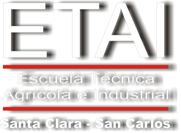 ETAI
Escuela Técnica
Agrícola e Industrial
Santa Clara - San Carlos